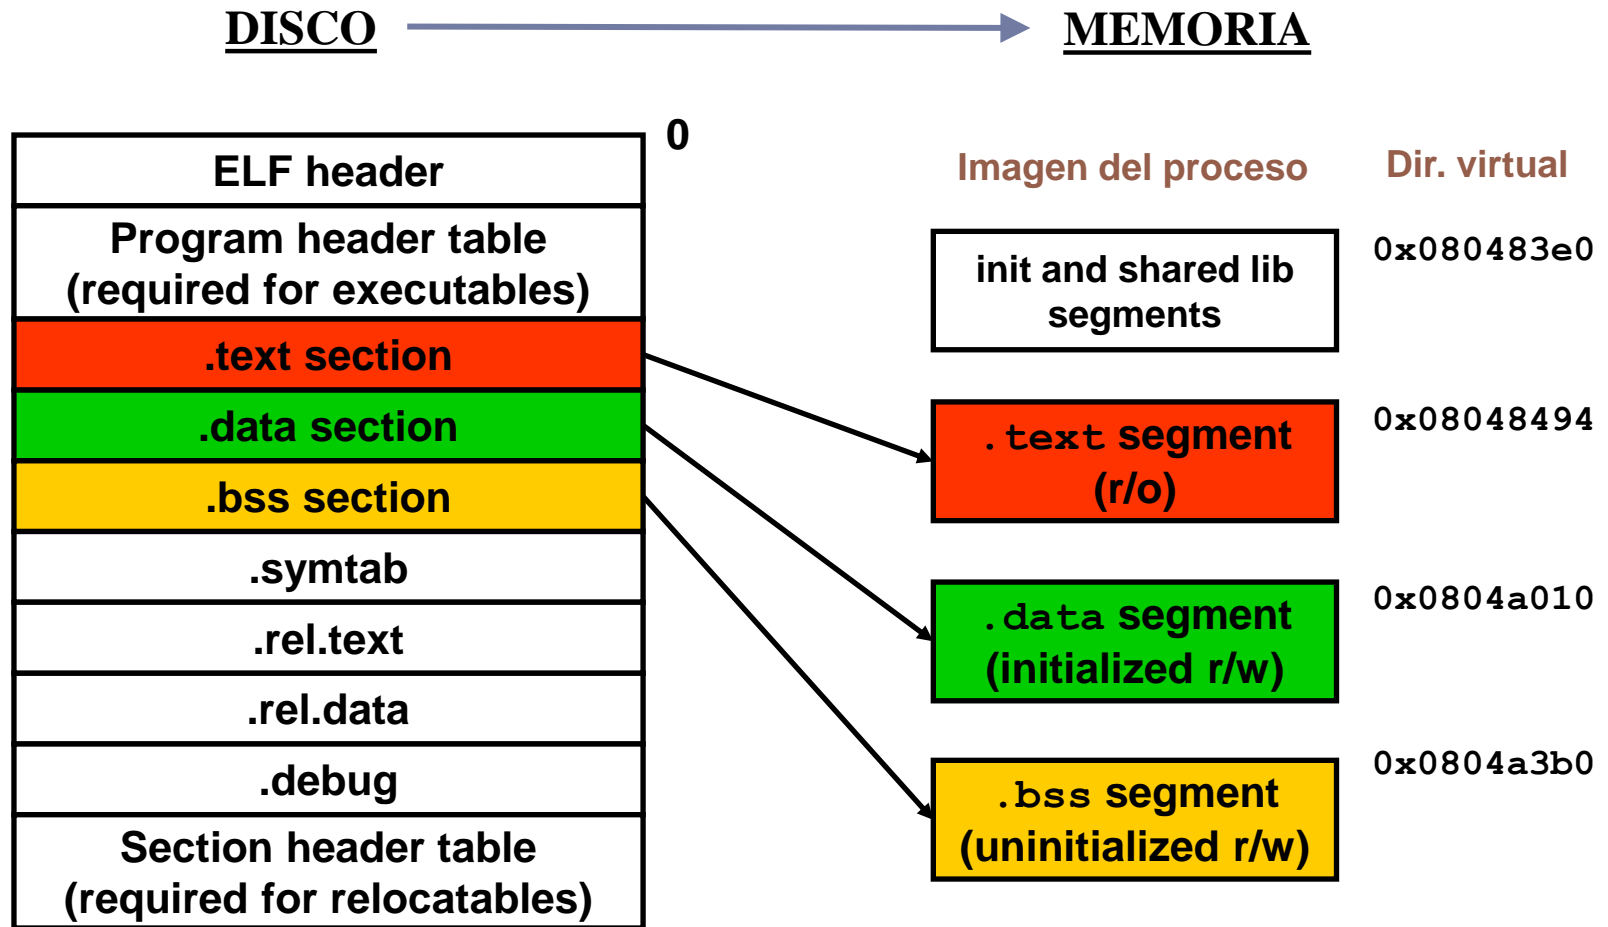 DISCO
MEMORIA
0
ELF header
Program header table
(required for executables)
.text section
.data section
.bss section
.symtab
.rel.text
.rel.data
.debug
Section header table
(required for relocatables)
Imagen del proceso
Dir. virtual
init and shared lib
segments
0x080483e0
.text segment
(r/o)
0x08048494
.data segment
(initialized r/w)
0x0804a010
.bss segment
(uninitialized r/w)
0x0804a3b0